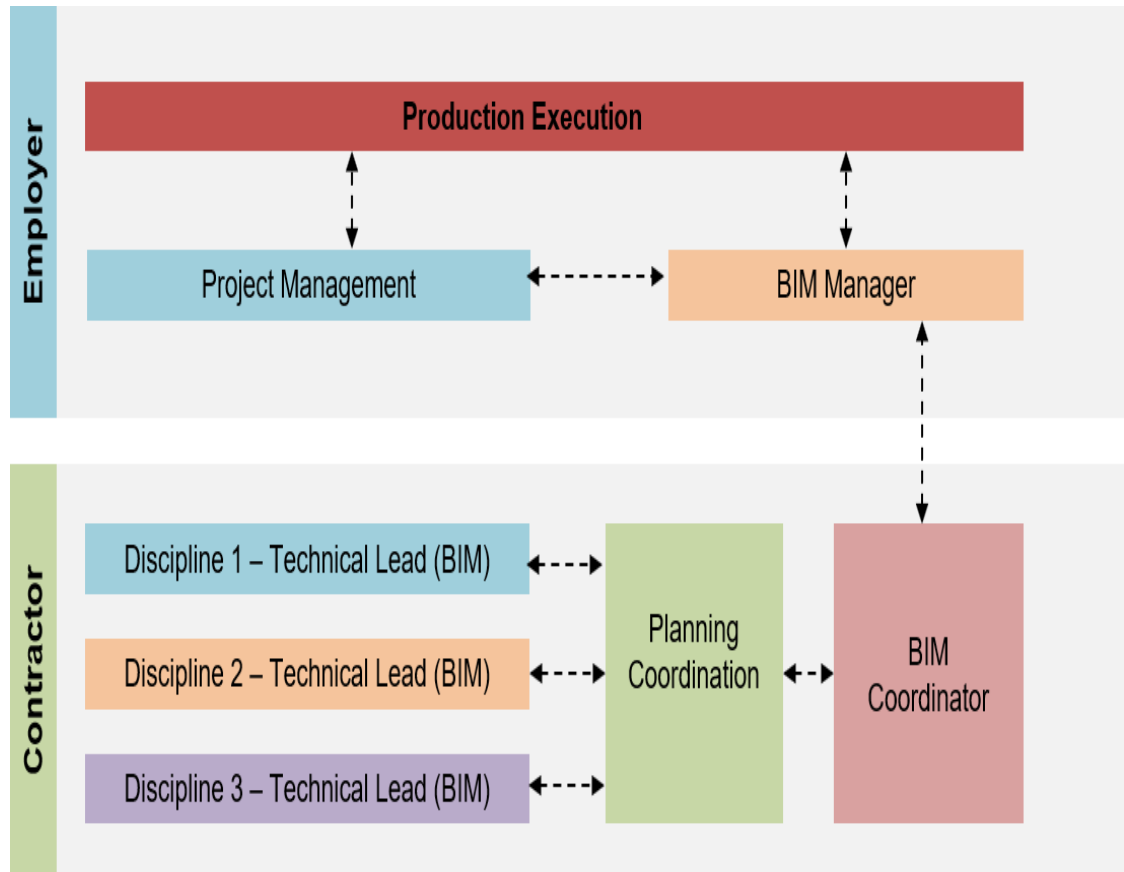 Employer
Production Execution
Project Management
BIM Manager
Contractor
Discipline 1 – Technical Lead (BIM)
Discipline 2 – Technical Lead (BIM)
Discipline 3 – Technical Lead (BIM)
Planning
Coordination
BIM
Coordinator